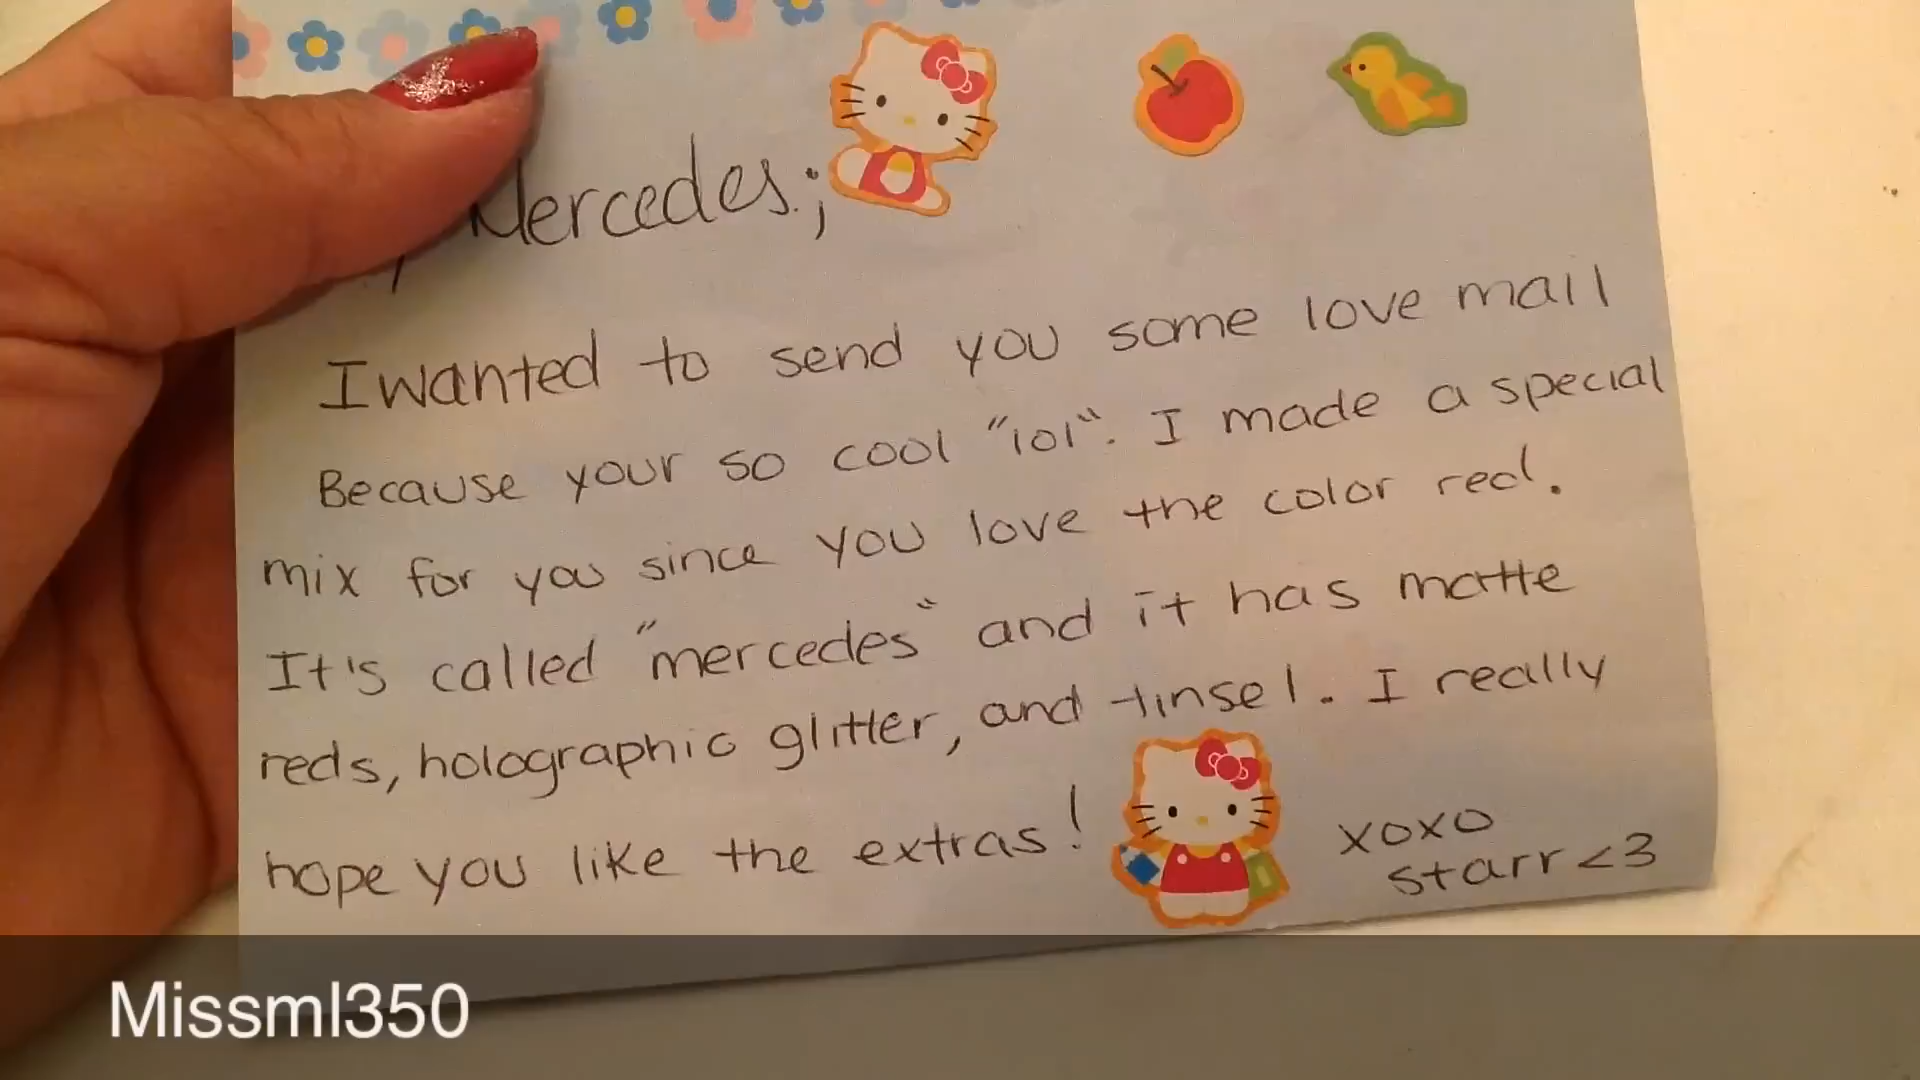 Mercedes;
I wanted to send you some love mail
Because your so cool "lol". I made a special
mix for you since you love the color red.
It's called "mercedes" and it has matte
reds, holographic glitter, and tinsel. I really
hope you like the extras!
xoxo
starr <3
Missml350